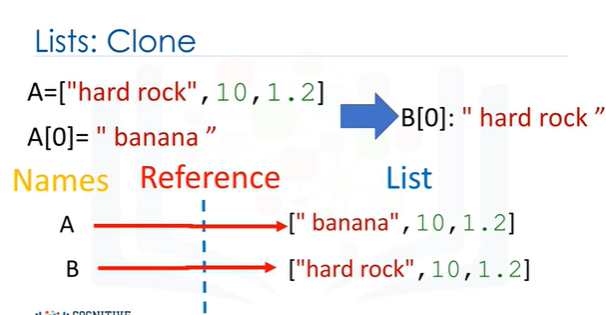 Lists: Clone
A=["hard rock",10,1.2]
A[0]= " banana ”
B[0]: " hard rock ”
Names Reference List
A [" banana",10,1.2]
B ["hard rock",10,1.2]
COGNITIVE